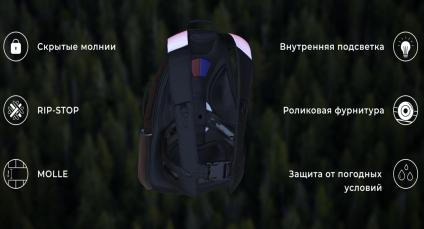 Скрытые молнии
Внутренняя подсветка
RIP-STOP
Роликовая фурнитура
MOLLE
Защита от погодных
условий